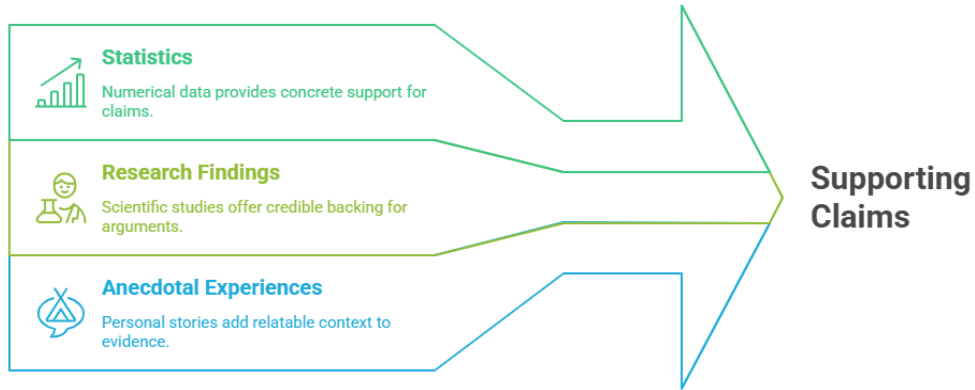 Statistics
Numerical data provides concrete support for
claims.
Research Findings
Scientific studies offer credible backing for
arguments.
Anecdotal Experiences
Personal stories add relatable context to
evidence.
Supporting
Claims